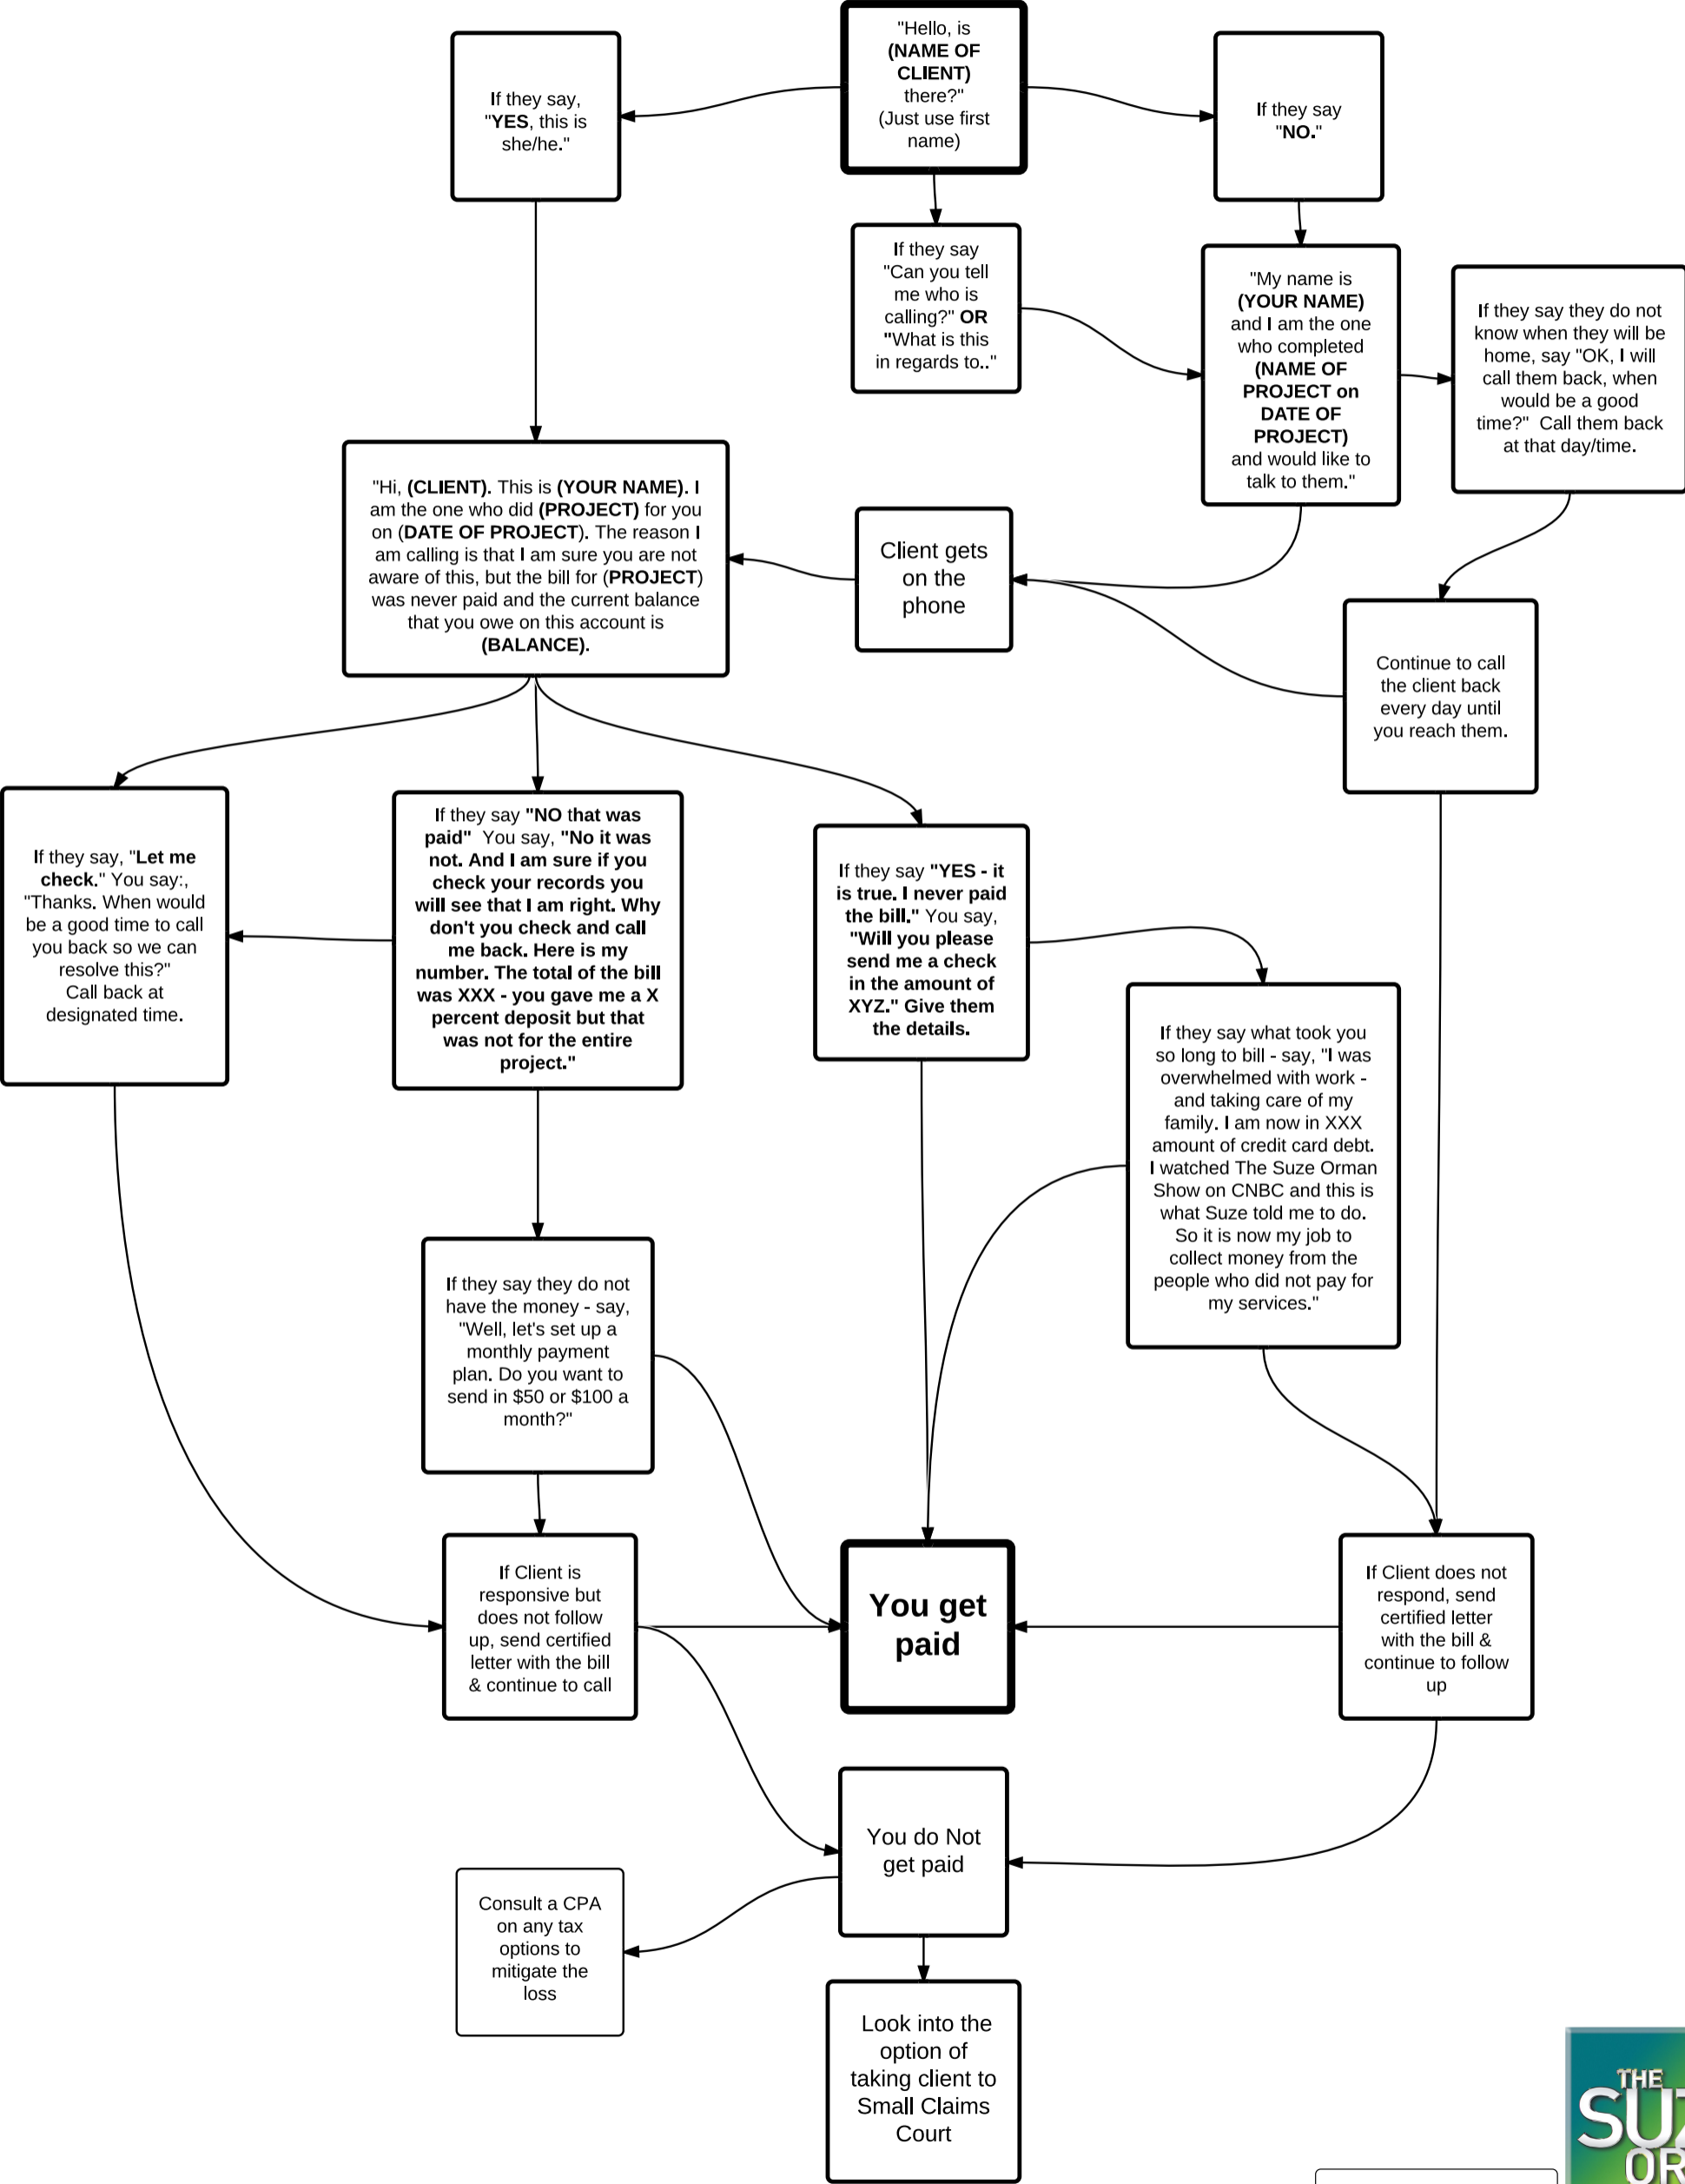 "Hello, is
(NAME OF
CLIENT)
there?"
(Just use first
name)
If they say,
"YES, this is
she/he."
If they say
"NO."
If they say
"Can you tell
me who is
calling?" OR
"What is this
in regards to.."
"My name is
(YOUR NAME)
and I am the one
who completed
(NAME OF
PROJECT on
DATE OF
PROJECT)
and would like to
talk to them."
If they say they do not
know when they will be
home, say "OK, I will
call them back, when
would be a good
time?"  Call them back
at that day/time.
"Hi, (CLIENT). This is (YOUR NAME). I
am the one who did (PROJECT) for you
on (DATE OF PROJECT). The reason I
am calling is that I am sure you are not
aware of this, but the bill for (PROJECT)
was never paid and the current balance
that you owe on this account is
(BALANCE).
Client gets
on the
phone
Continue to call
the client back
every day until
you reach them.
If they say, "Let me
check." You say:,
"Thanks. When would
be a good time to call
you back so we can
resolve this?"
Call back at
designated time.
If they say "NO that was
paid"  You say, "No it was
not. And I am sure if you
check your records you
will see that I am right. Why
don't you check and call
me back. Here is my
number. The total of the bill
was XXX - you gave me a X
percent deposit but that
was not for the entire
project."
If they say "YES - it
is true. I never paid
the bill." You say,
"Will you please
send me a check
in the amount of
XYZ." Give them
the details.
If they say what took you
so long to bill - say, "I was
overwhelmed with work -
and taking care of my
family. I am now in XXX
amount of credit card debt.
I watched The Suze Orman
Show on CNBC and this is
what Suze told me to do.
So it is now my job to
collect money from the
people who did not pay for
my services."
If they say they do not
have the money - say,
"Well, let's set up a
monthly payment
plan. Do you want to
send in $50 or $100 a
month?"
If Client is
responsive but
does not follow
up, send certified
letter with the bill
& continue to call
You get
paid
If Client does not
respond, send
certified letter
with the bill &
continue to follow
up
You do Not
get paid
Consult a CPA
on any tax
options to
mitigate the
loss
Look into the
option of
taking client to
Small Claims
Court
THE
SUZ
OR